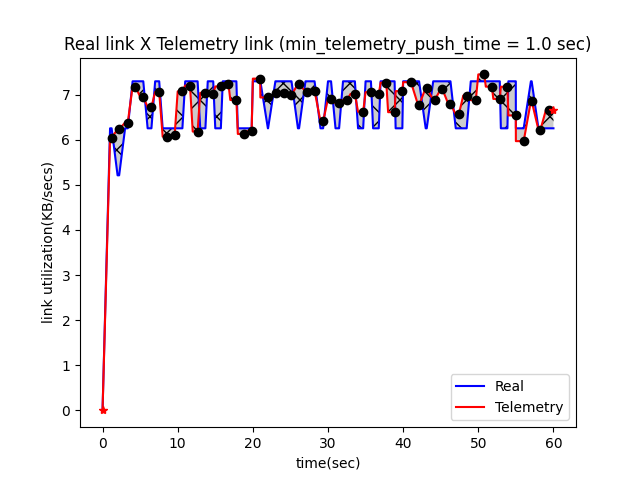 Real link X Telemetry link (min_telemetry_push_time = 1.0 sec)
link utilization(KB/secs)
7
6
5
4
3
2
1
0
0 10 20 30 40 50 60
time(sec)
Real
Telemetry